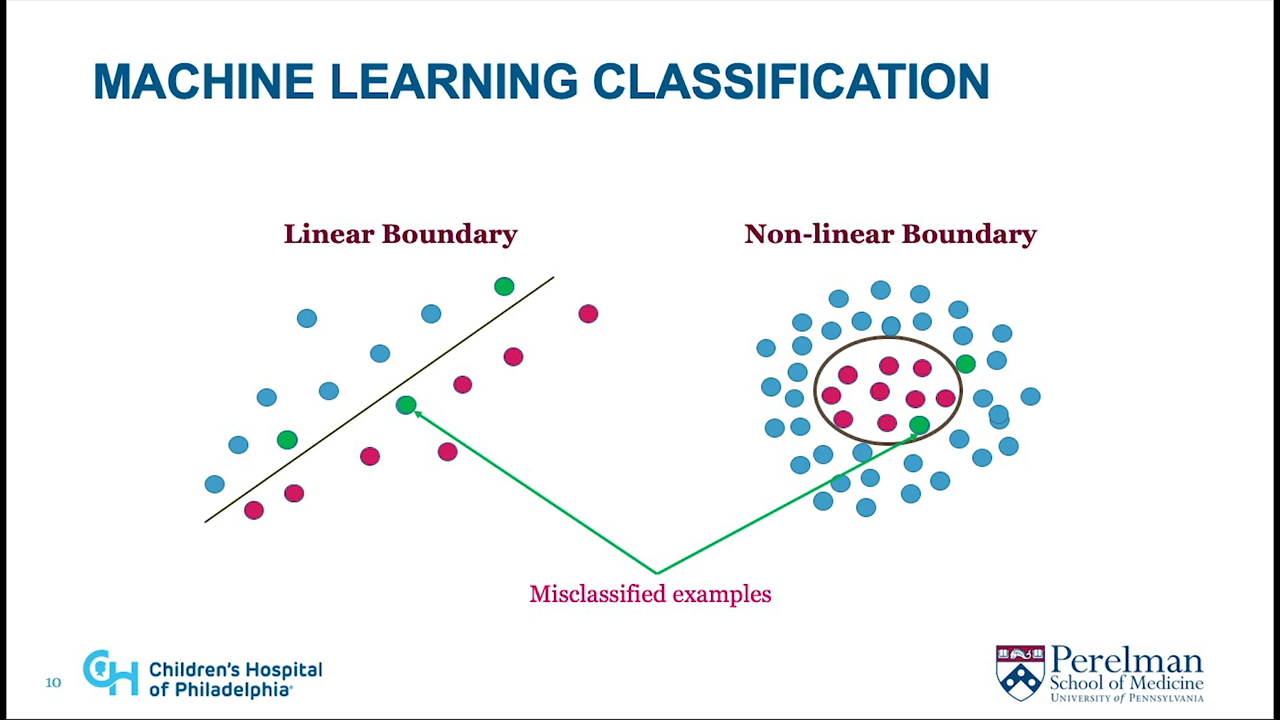 MACHINE LEARNING CLASSIFICATION
Linear Boundary
Non-linear Boundary
Misclassified examples
10
CH
Children's Hospital
of Philadelphia
Perelman
School of Medicine
UNIVERSITY of PENNSYLVANIA